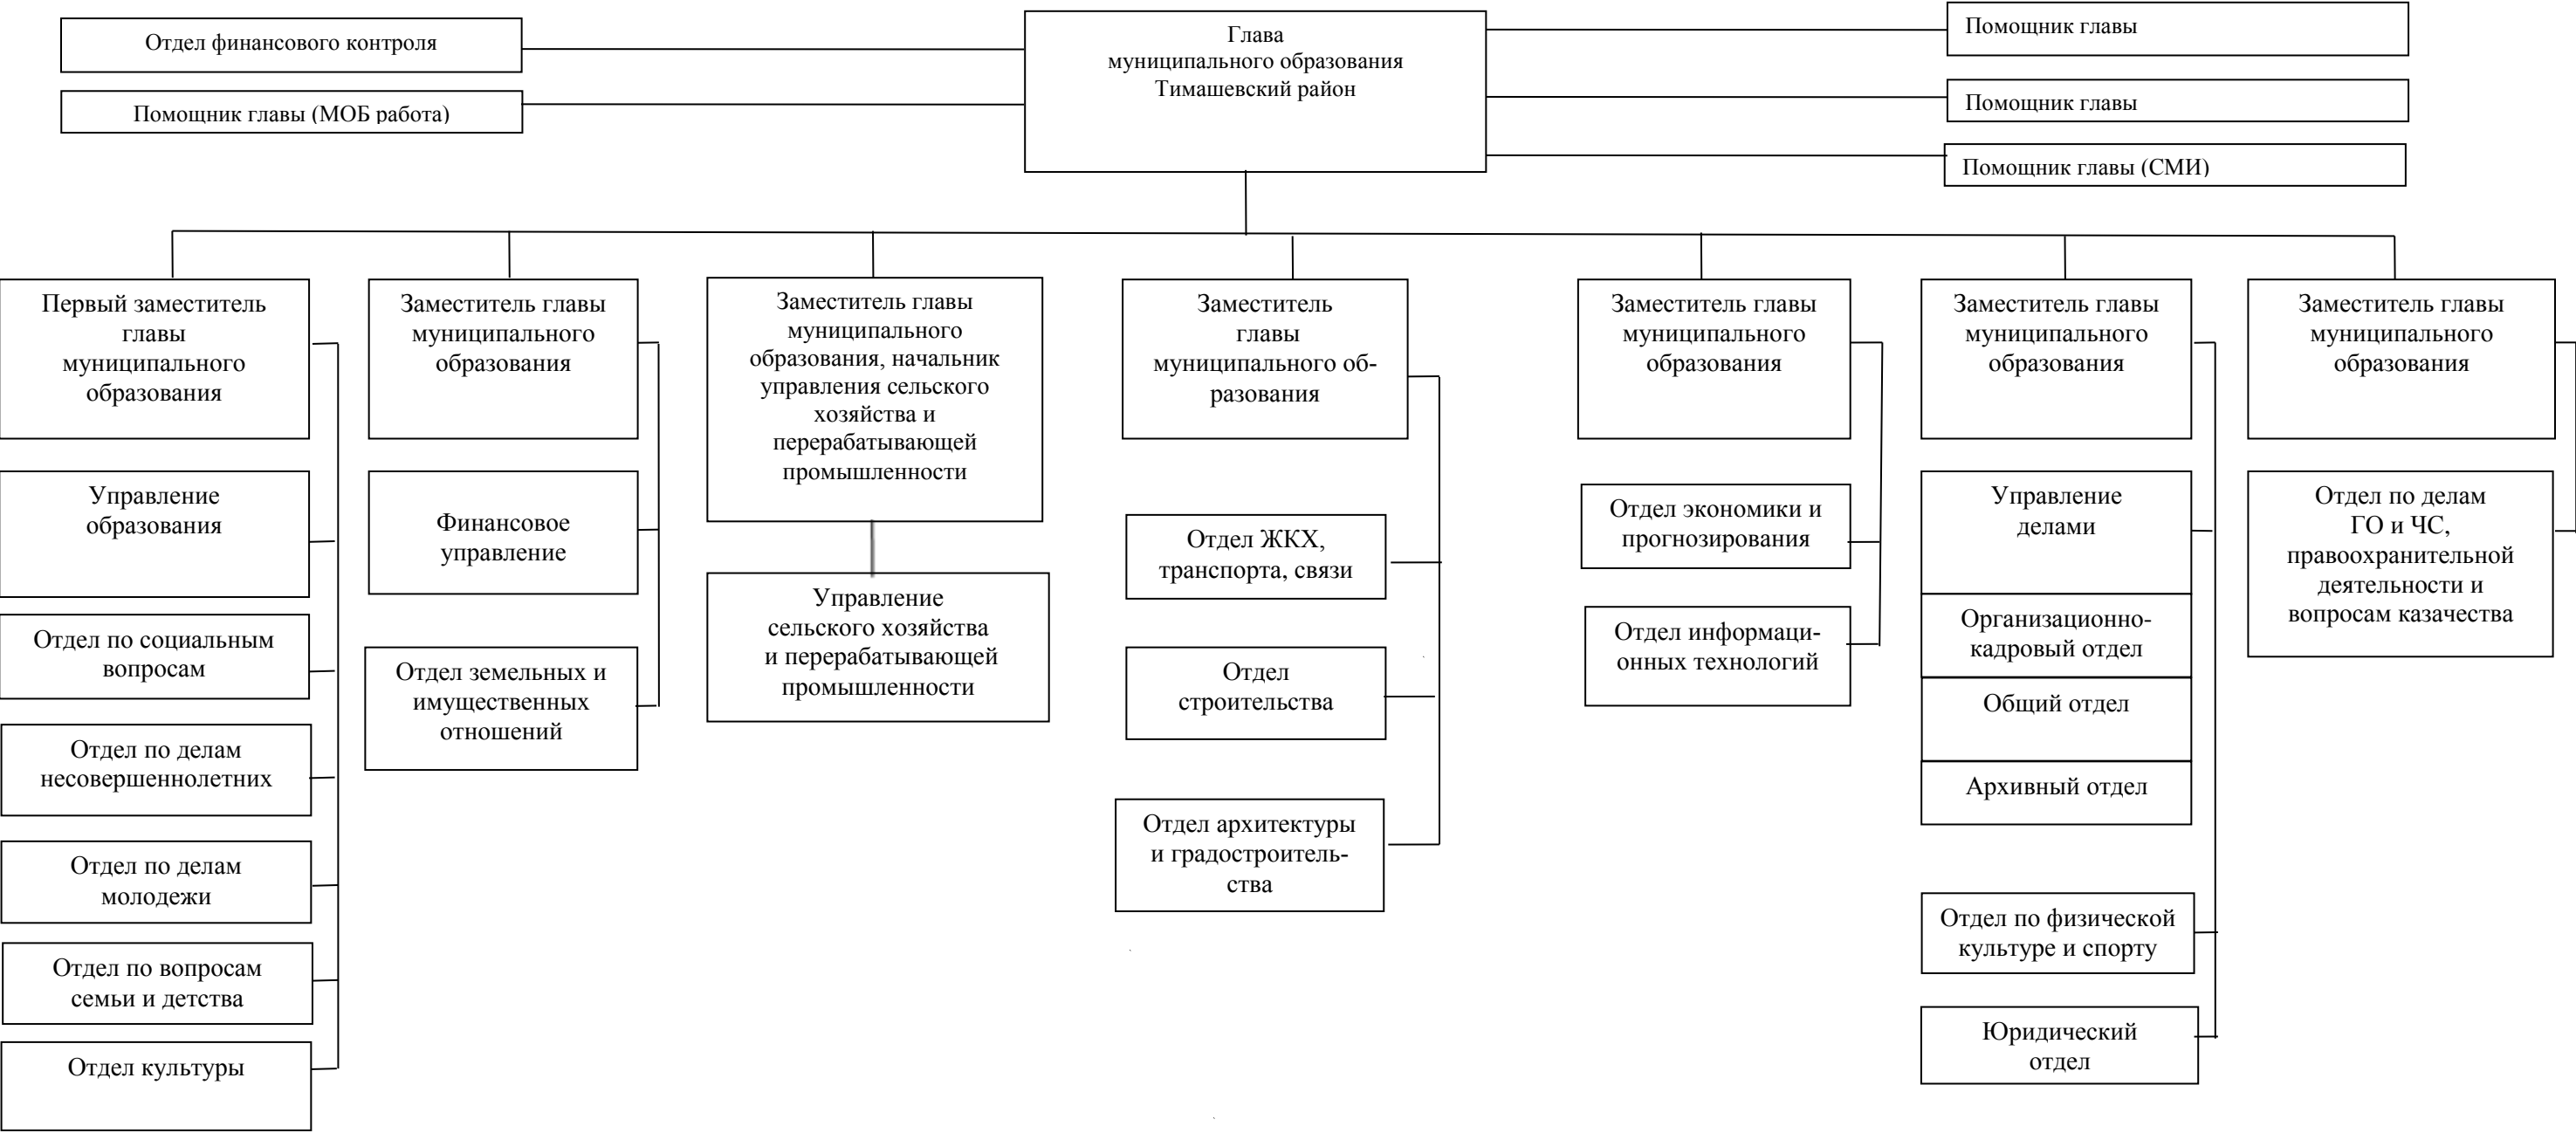 Отдел финансового контроля
Помощник главы (МОБ работа)
Глава
муниципального образования
Тимашевский район
Помощник главы
Помощник главы
Помощник главы (СМИ)
Первый заместитель
главы
муниципального
образования
Управление
образования
Отдел по социальным
вопросам
Отдел по делам
несовершеннолетних
Отдел по делам
молодежи
Отдел по вопросам
семьи и детства
Отдел культуры
Заместитель главы
муниципального
образования
Финансовое
управление
Отдел земельных и
имущественных
отношений
Заместитель главы
муниципального
образования, начальник
управления сельского
хозяйства и
перерабатывающей
промышленности
Управление
сельского хозяйства
и перерабатывающей
промышленности
Заместитель
главы
муниципального об-
разования
Отдел ЖКХ,
транспорта, связи
Отдел
строительства
Отдел архитектуры
и градостроитель-
ства
Заместитель главы
муниципального
образования
Отдел экономики и
прогнозирования
Отдел информаци-
онных технологий
Заместитель главы
муниципального
образования
Управление
делами
Организационно-
кадровый отдел
Общий отдел
Архивный отдел
Отдел по физической
культуре и спорту
Юридический
отдел
Заместитель главы
муниципального
образования
Отдел по делам
ГО и ЧС,
правоохранительной
деятельности и
вопросам казачества